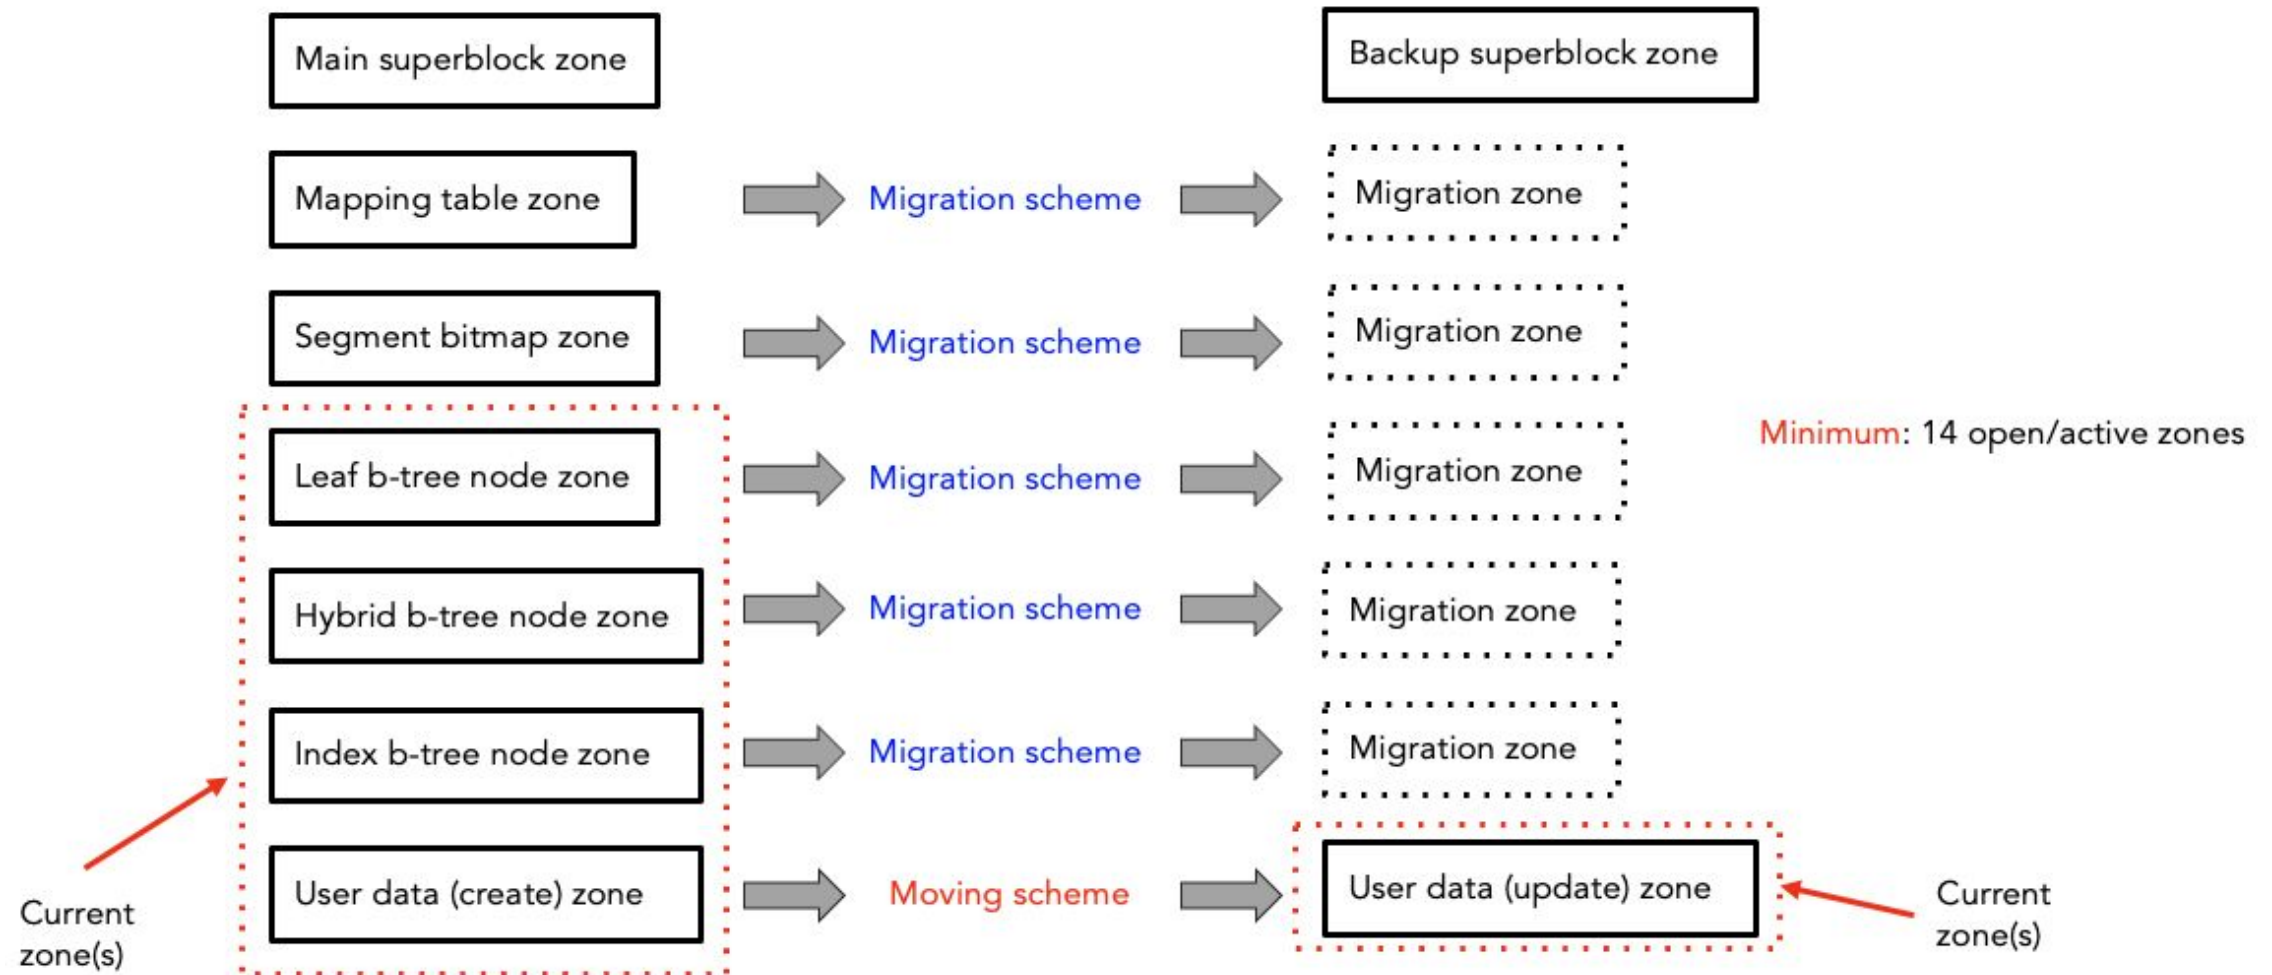 Main superblock zone
Backup superblock zone
Mapping table zone
Migration scheme
Migration zone
Segment bitmap zone
Migration scheme
Migration zone
Leaf b-tree node zone
Migration scheme
Migration zone
Minimum: 14 open/active zones
Hybrid b-tree node zone
Migration scheme
Migration zone
Index b-tree node zone
Migration scheme
Migration zone
User data (create) zone
Moving scheme
User data (update) zone
Current
zone(s)
Current
zone(s)